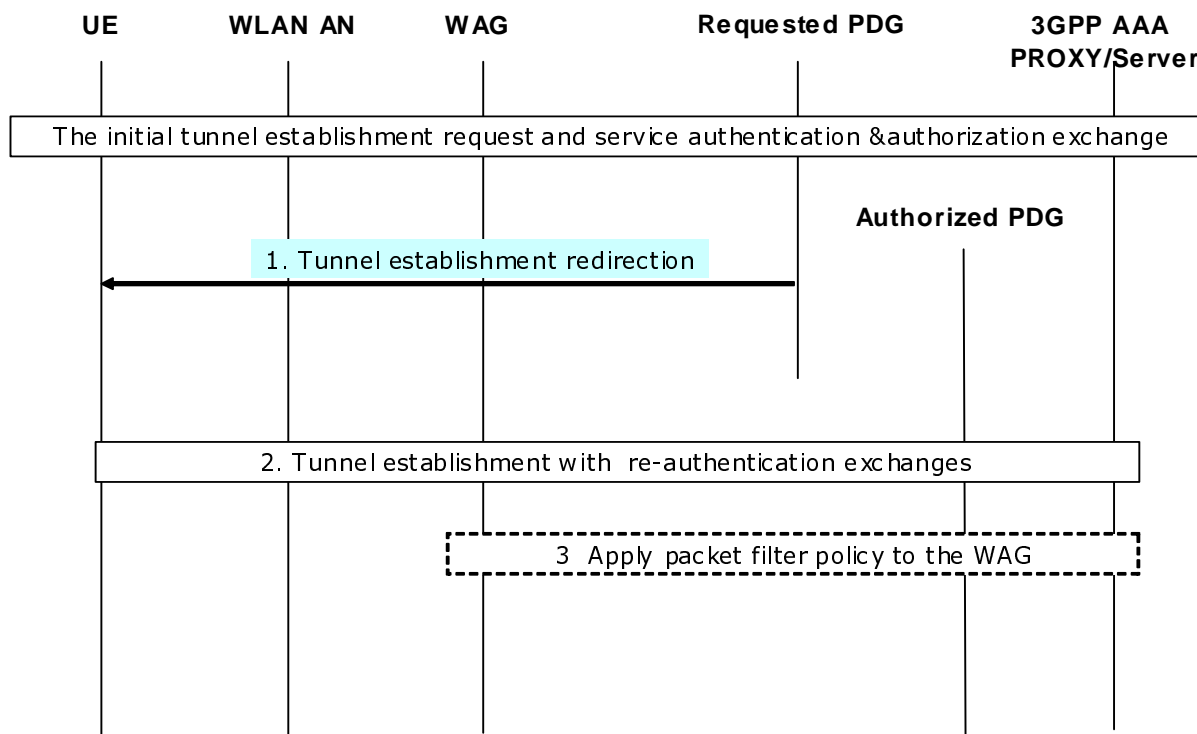 UE
WLAN AN
WAG
Requested PDG
3GPP AAA
PROXY/Server
The initial tunnel establishment request and service authentication &authorization exchange
Authorized PDG
1. Tunnel establishment redirection
2. Tunnel establishment with re-authentication exchanges
3 Apply packet filter policy to the WAG